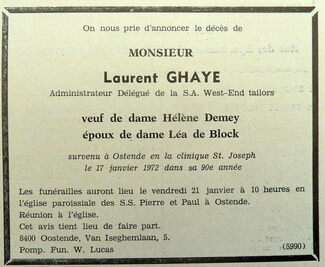 On nous prie d'annoncer le décès de
MONSIEUR
Laurent GHAYE
Administrateur Délégué de la S.A. West-End tailors
veuf de dame Hélène Demey
époux de dame Léa de Block
survenu à Ostende en la clinique St. Joseph
le 17 janvier 1972 dans sa 90e année
Les funérailles auront lieu le vendredi 21 janvier à 10 heures en
l'église paroissiale des S.S. Pierre et Paul à Ostende.
Réunion à l'église.
Cet avis tient lieu de faire part.
8400 Oostende, Van Iseghemlaan, 5.
Pomp. Fun. W. Lucas
(5990)